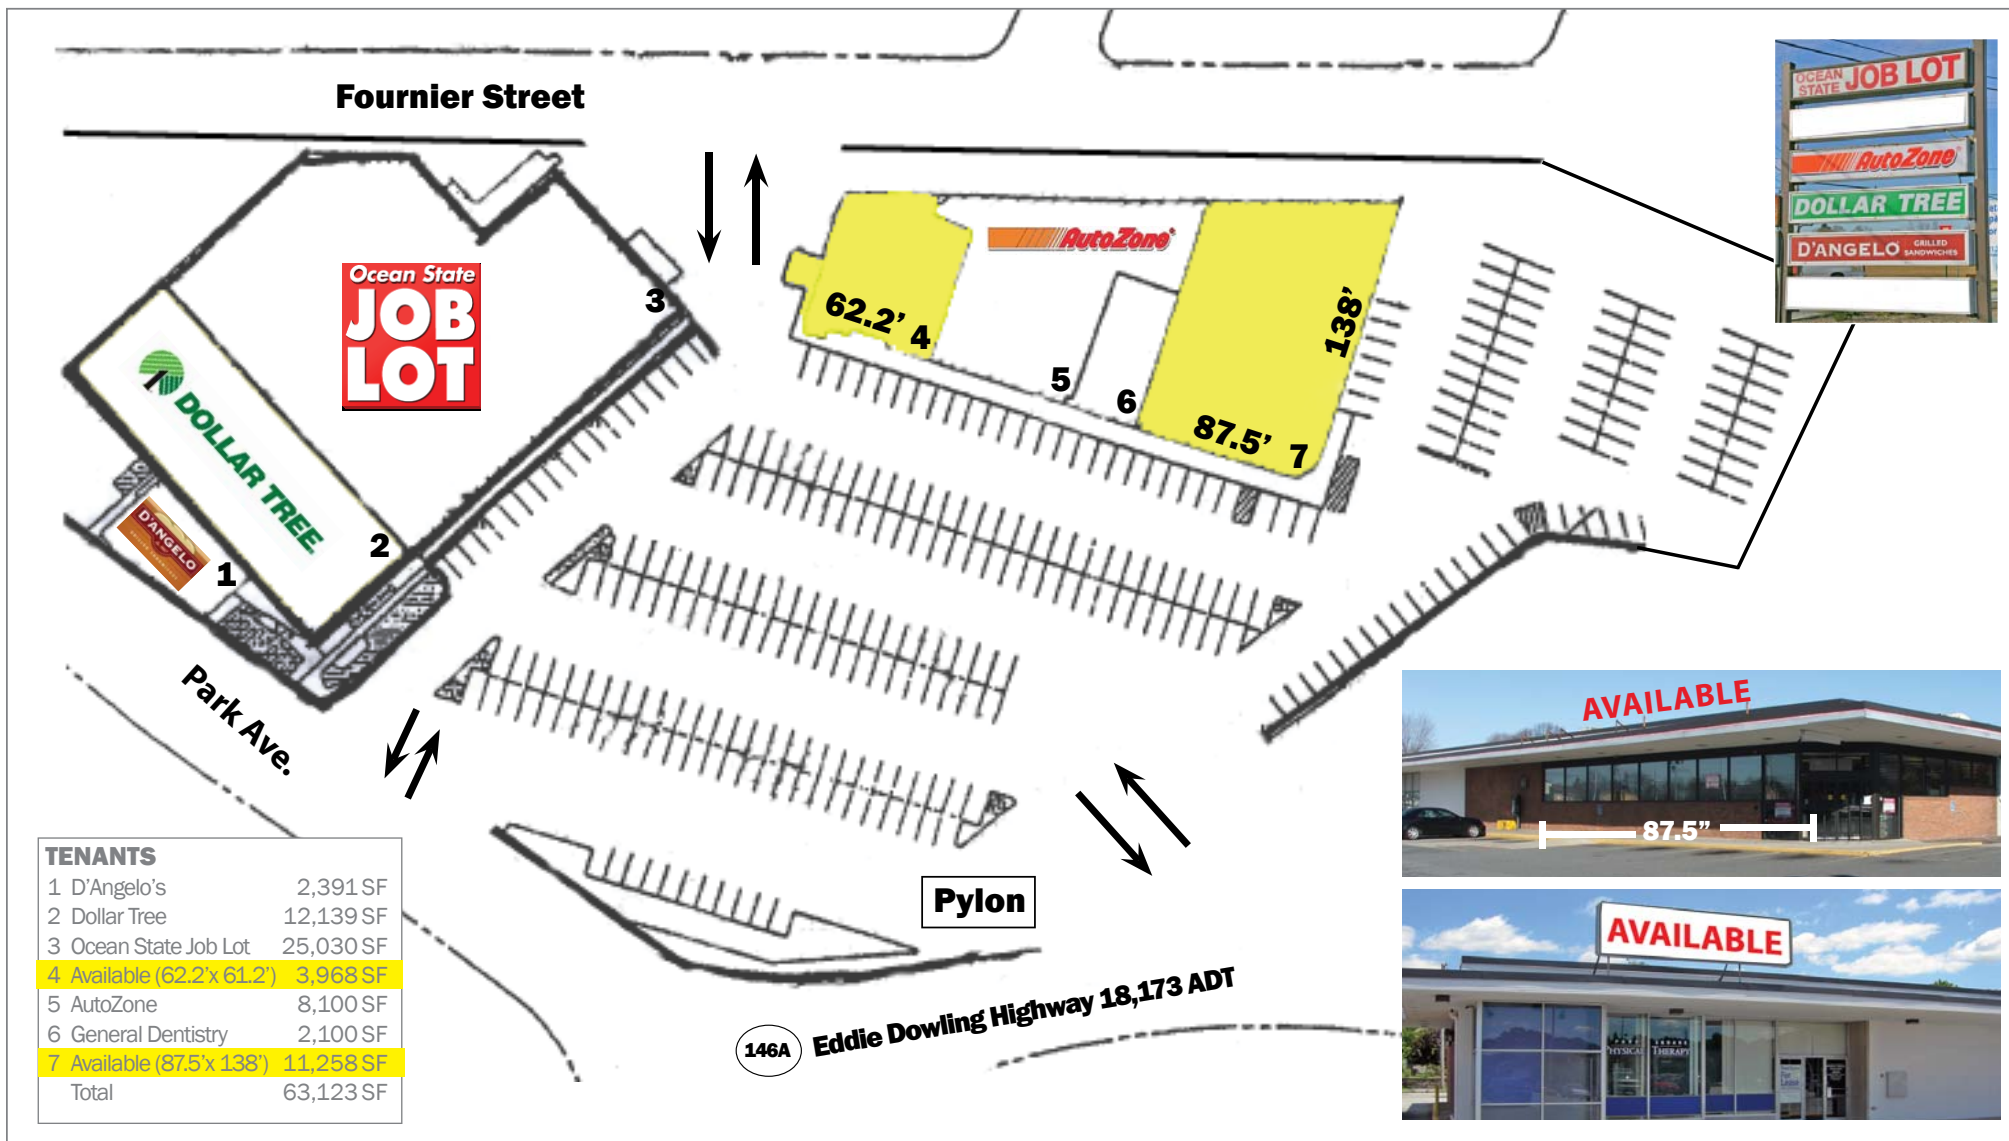 Fournier Street
OCEAN STATE JOB LOT
AutoZone
DOLLAR TREE
D'ANGELO GRILLED SANDWICHES
Ocean State
JOB
LOT
3
AutoZone
62.2’ 4
138’
5
6
87.5’ 7
DOLLAR TREE
2
D'ANGELO
1
Park Ave.
AVAILABLE
87.5”
Pylon
AVAILABLE
PHYSICAL THERAPY
For Lease
146A Eddie Dowling Highway 18,173 ADT
TENANTS
1 D’Angelo’s 2,391 SF
2 Dollar Tree 12,139 SF
3 Ocean State Job Lot 25,030 SF
4 Available (62.2’x 61.2’) 3,968 SF
5 AutoZone 8,100 SF
6 General Dentistry 2,100 SF
7 Available (87.5’x 138’) 11,258 SF
Total 63,123 SF